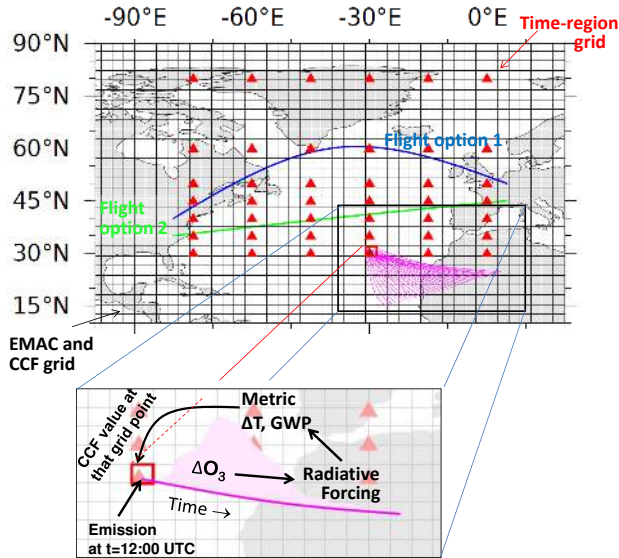 -90°E -60°E -30°E 0°E
Time-region
grid
90°N
75°N
60°N
45°N
30°N
15°N
Flight option 1
Flight
option 2
EMAC and
CCF grid
CCF value at
that grid point
Metric
ΔT, GWP
ΔO3
Radiative
Forcing
Time →
Emission
at t=12:00 UTC